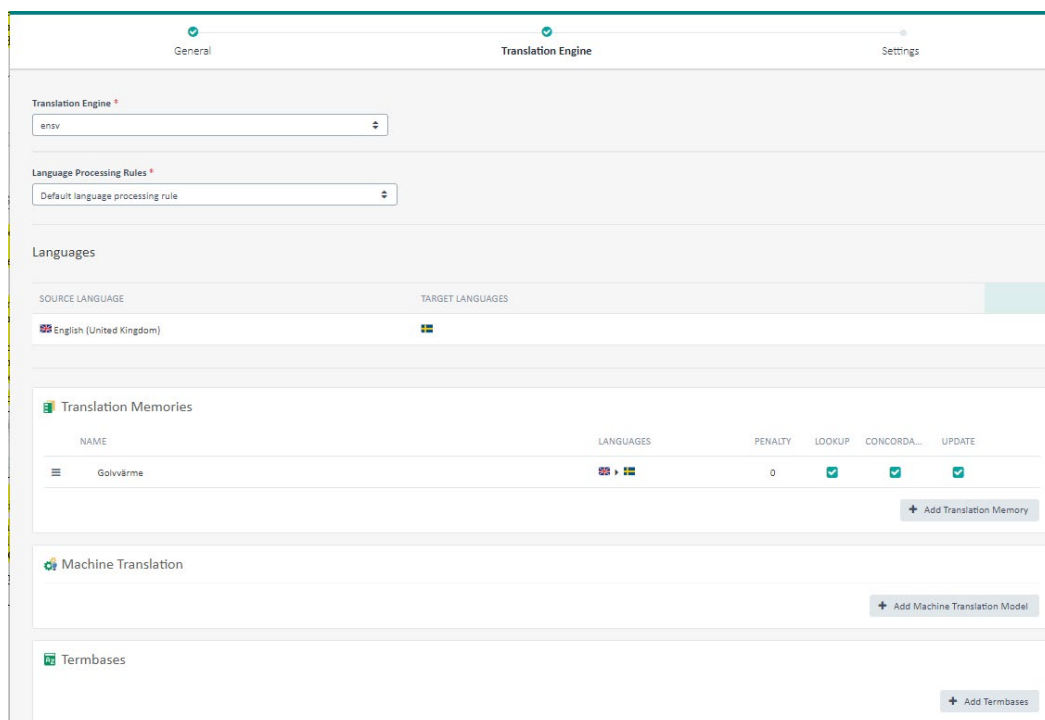 General Translation Engine Settings
Translation Engine *
ensv
Language Processing Rules *
Default language processing rule
Languages
SOURCE LANGUAGE TARGET LANGUAGES
English (United Kingdom)
Translation Memories
NAME LANGUAGES PENALTY LOOKUP CONCORDA... UPDATE
Golvvärme 0
+ Add Translation Memory
Machine Translation
+ Add Machine Translation Model
Termbases
+ Add Termbases